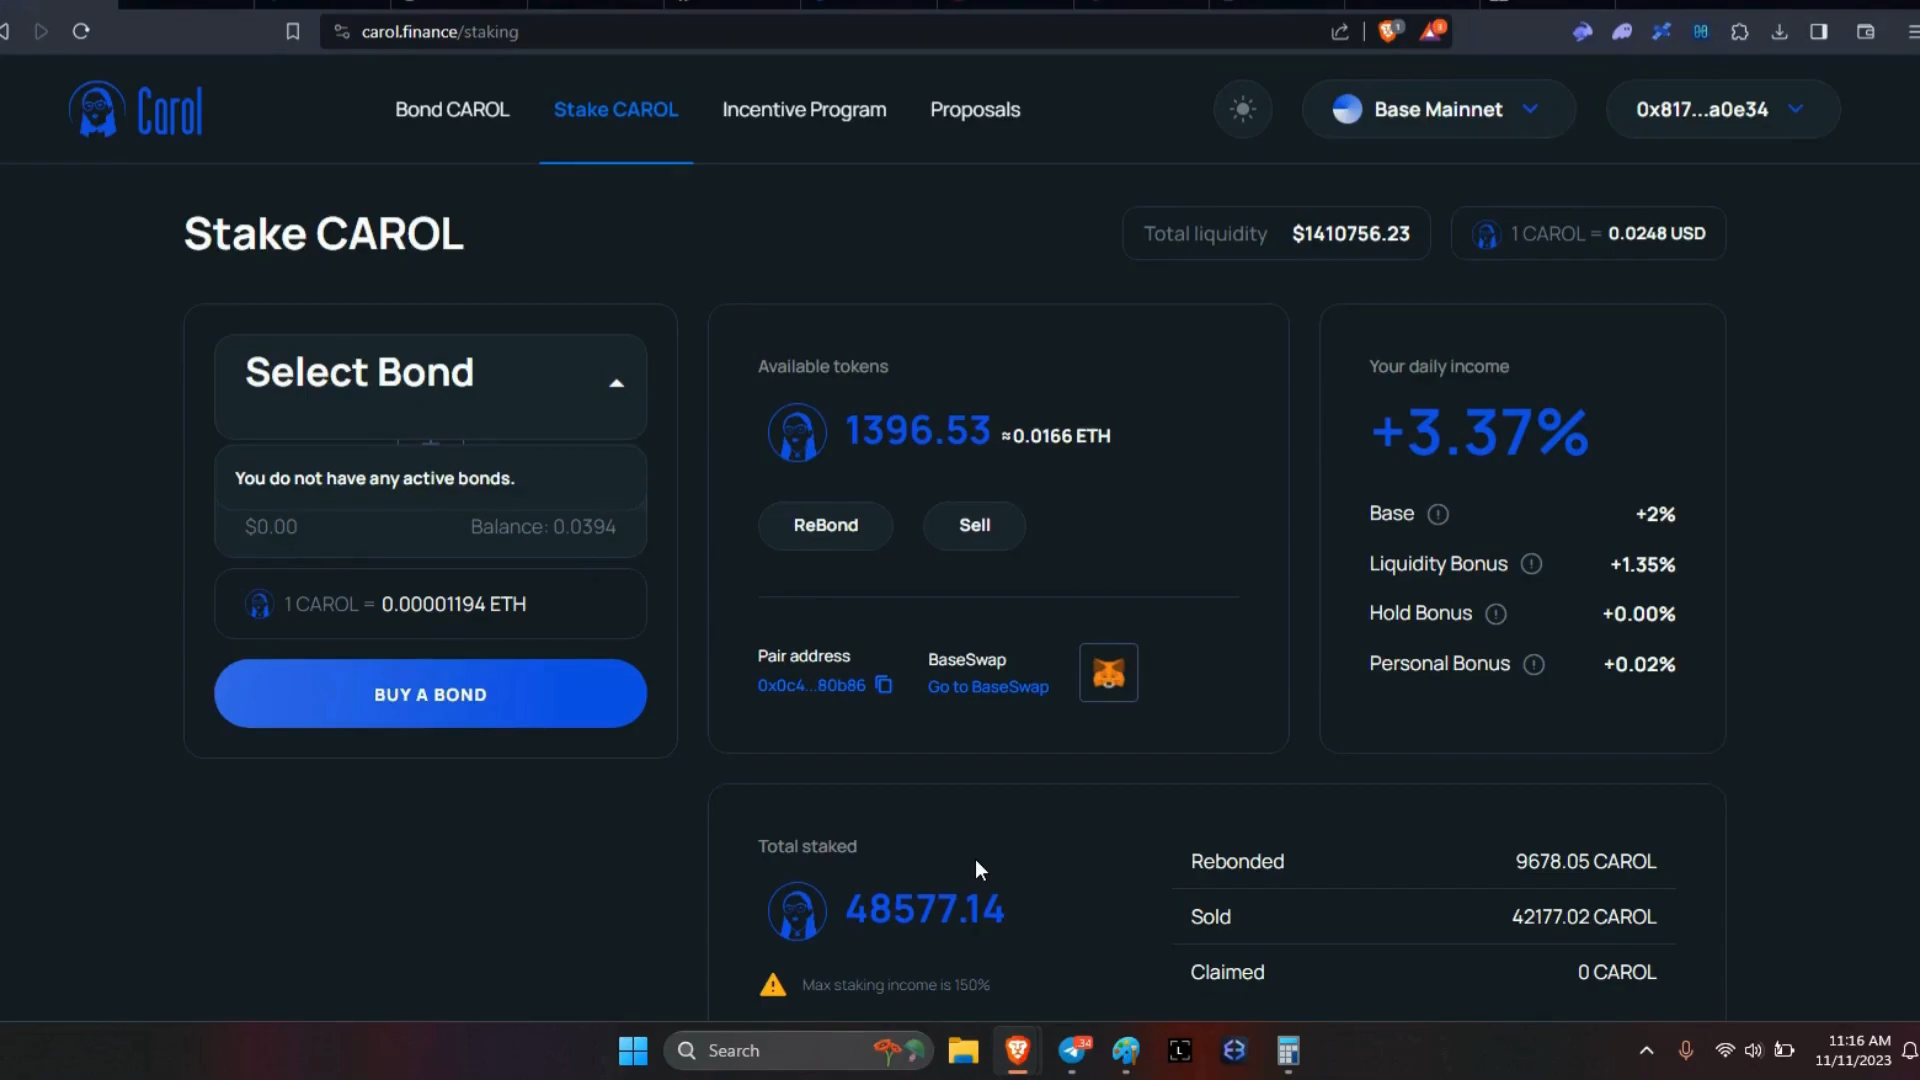 carol.finance/staking
1
3
Carol
Bond CAROL
Stake CAROL
Incentive Program
Proposals
Base Mainnet
0x817...a0e34
Stake CAROL
Total liquidity $1410756.23
1 CAROL = 0.0248 USD
Select Bond
You do not have any active bonds.
$0.00
Balance: 0.0394
1 CAROL = 0.00001194 ETH
BUY A BOND
Available tokens
1396.53 ≈0.0166 ETH
ReBond
Sell
Pair address
0x0c4...80b86
BaseSwap
Go to BaseSwap
Your daily income
+3.37%
Base +2%
Liquidity Bonus +1.35%
Hold Bonus +0.00%
Personal Bonus +0.02%
Total staked
48577.14
Max staking income is 150%
Rebonded 9678.05 CAROL
Sold 42177.02 CAROL
Claimed 0 CAROL
Search
34
L
11:16 AM
11/11/2023